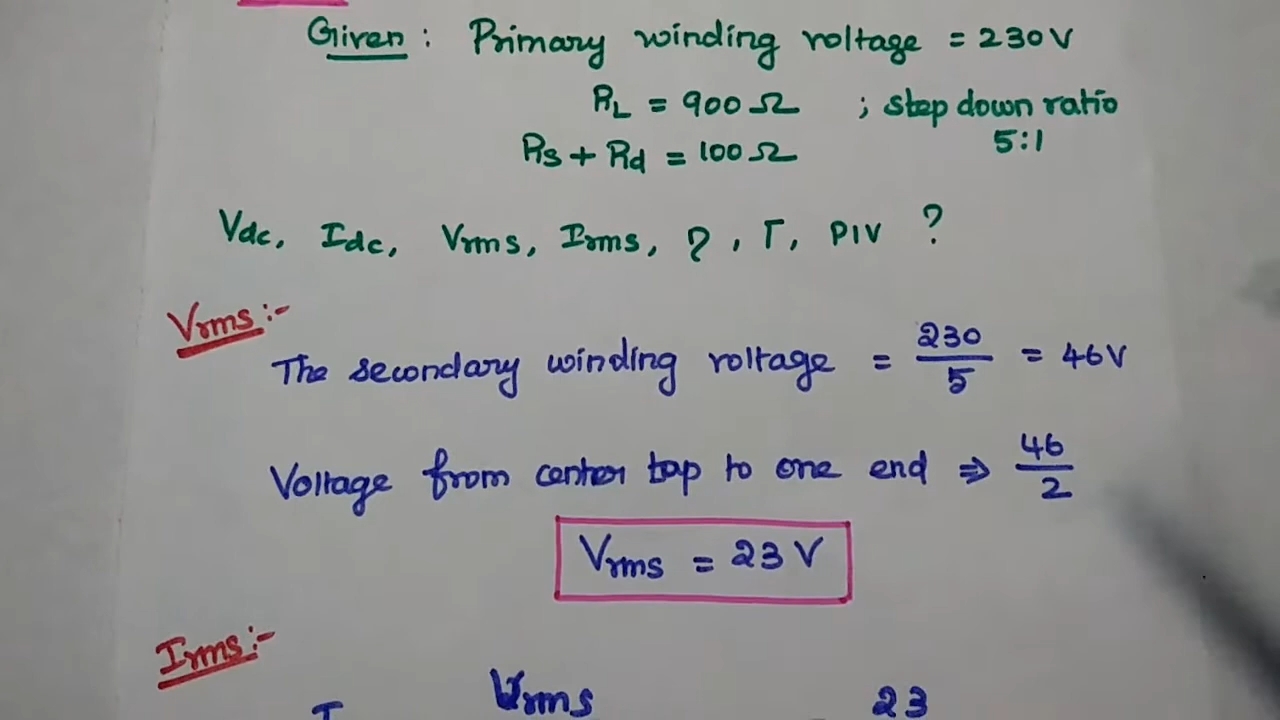 Given : Primary winding voltage = 230V
RL = 900 Ω ; step down ratio 5:1
Rs + Rd = 100 Ω
Vdc, Idc, Vrms, Irms, η, Γ, PIV ?
Vrms:-
The secondary winding voltage = 230/5 = 46V
Voltage from center tap to one end ⇒ 46/2
Vrms = 23 V
Irms:-
I Vrms 23